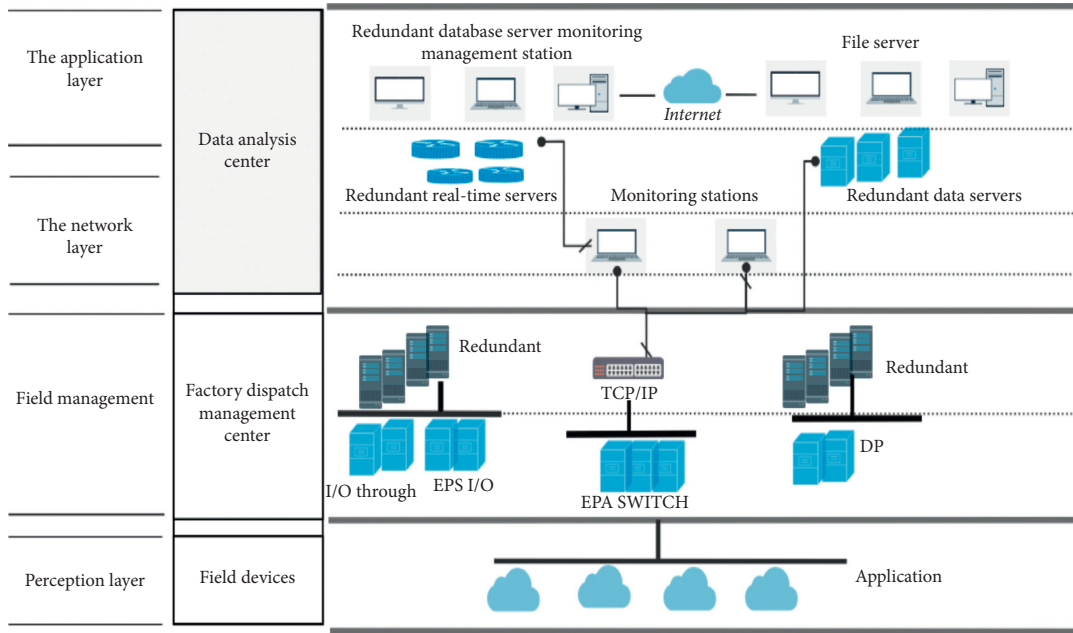 The application
layer
The network
layer
Field management
Perception layer
Data analysis
center
Factory dispatch
management
center
Field devices
Redundant database server monitoring
management station
File server
Internet
Redundant real-time servers
Monitoring stations
Redundant data servers
Redundant
TCP/IP
Redundant
I/O through
EPS I/O
EPA SWITCH
DP
Application